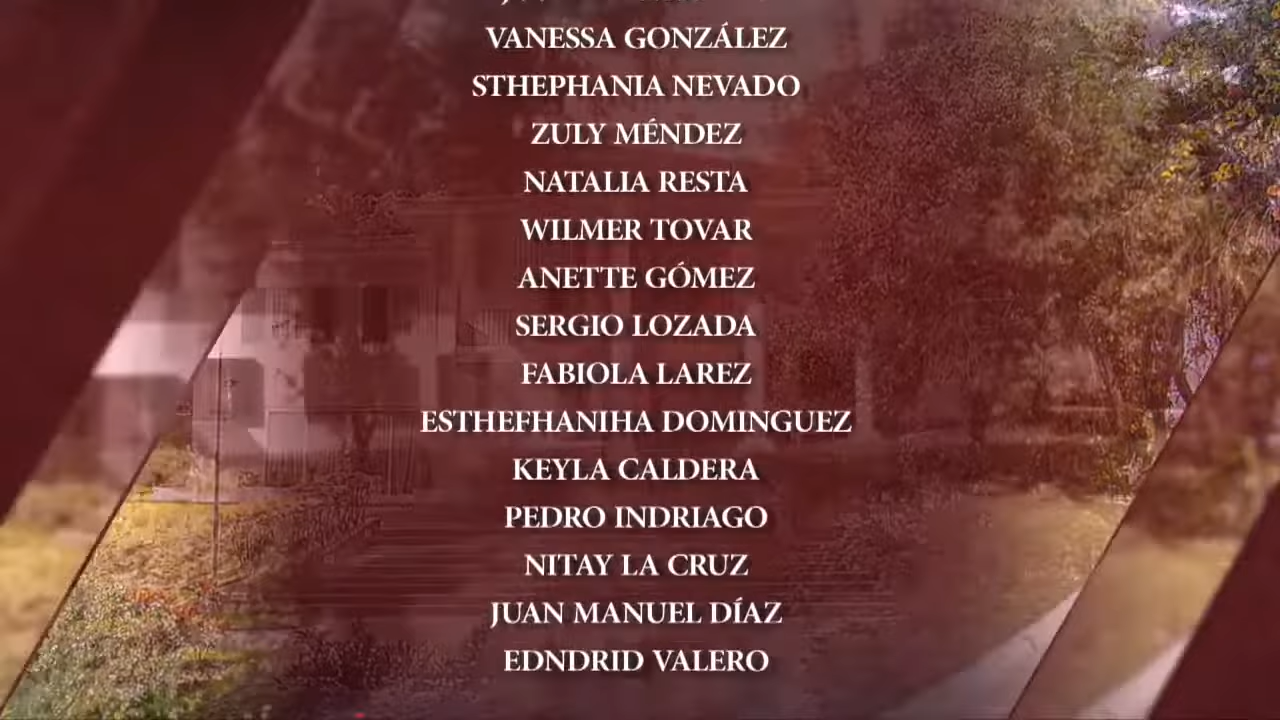 VANESSA GONZÁLEZ
STHEPHANIA NEVADO
ZULY MÉNDEZ
NATALIA RESTA
WILMER TOVAR
ANETTE GÓMEZ
SERGIO LOZADA
FABIOLA LAREZ
ESTHEFHANIHA DOMINGUEZ
KEYLA CALDERA
PEDRO INDRIAGO
NITAY LA CRUZ
JUAN MANUEL DÍAZ
EDNDRID VALERO